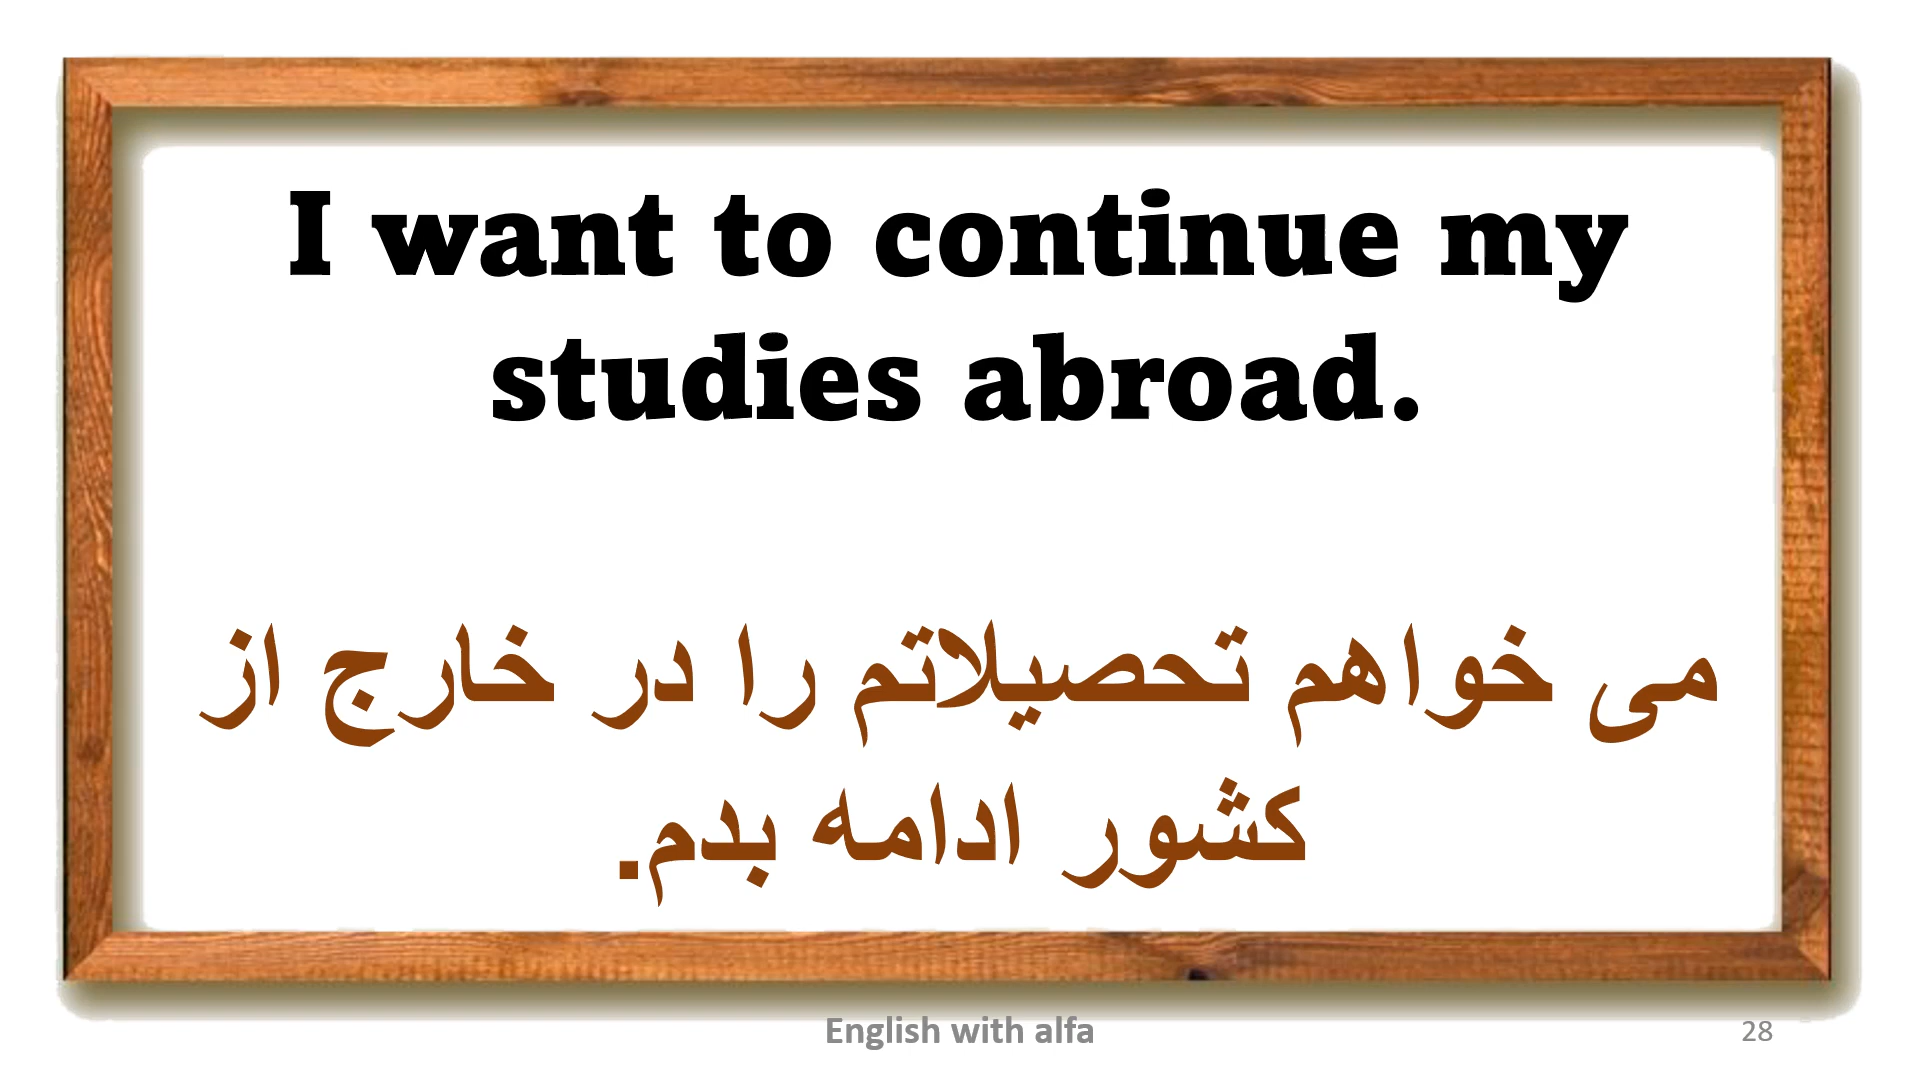 I want to continue my
studies abroad.
می خواهم تحصیلاتم را در خارج از
کشور ادامه بدم.
English with alfa
28